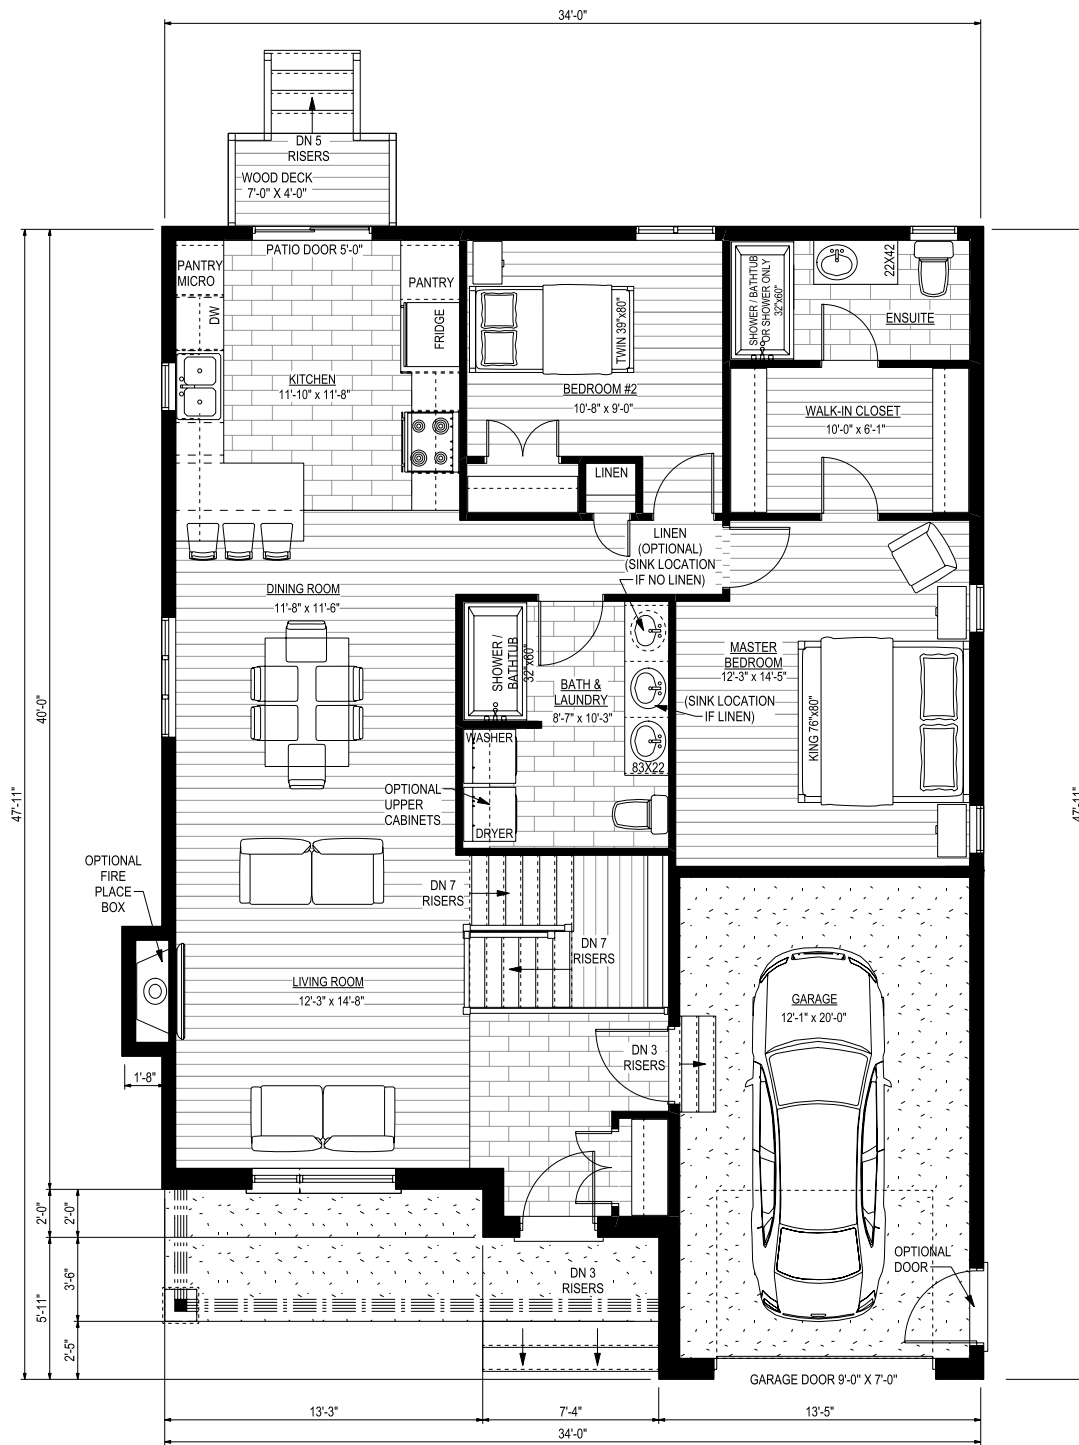 34'-0"
DN 5
RISERS
WOOD DECK
7'-0" X 4'-0"
PATIO DOOR 5'-0"
PANTRY
MICRO
DW
PANTRY
FRIDGE
KITCHEN
11'-10" x 11'-8"
TWIN 39"x80"
BEDROOM #2
10'-8" x 9'-0"
LINEN
SHOWER / BATHTUB
OR SHOWER ONLY
32"x60"
22X42
ENSUITE
WALK-IN CLOSET
10'-0" x 6'-1"
LINEN
(OPTIONAL)
(SINK LOCATION
IF NO LINEN)
DINING ROOM
11'-8" x 11'-6"
SHOWER /
BATHTUB
32"x60"
BATH &
LAUNDRY
8'-7" x 10'-3"
(SINK LOCATION
IF LINEN)
83X22
MASTER
BEDROOM
12'-3" x 14'-5"
KING 76"x80"
WASHER
OPTIONAL
UPPER
CABINETS
DRYER
40'-0"
47'-11"
47'-11"
OPTIONAL
FIRE
PLACE
BOX
DN 7
RISERS
DN 7
RISERS
LIVING ROOM
12'-3" x 14'-8"
GARAGE
12'-1" x 20'-0"
DN 3
RISERS
1'-8"
2'-0"
2'-0"
3'-6"
5'-11"
2'-5"
DN 3
RISERS
OPTIONAL
DOOR
GARAGE DOOR 9'-0" X 7'-0"
13'-3"
7'-4"
13'-5"
34'-0"